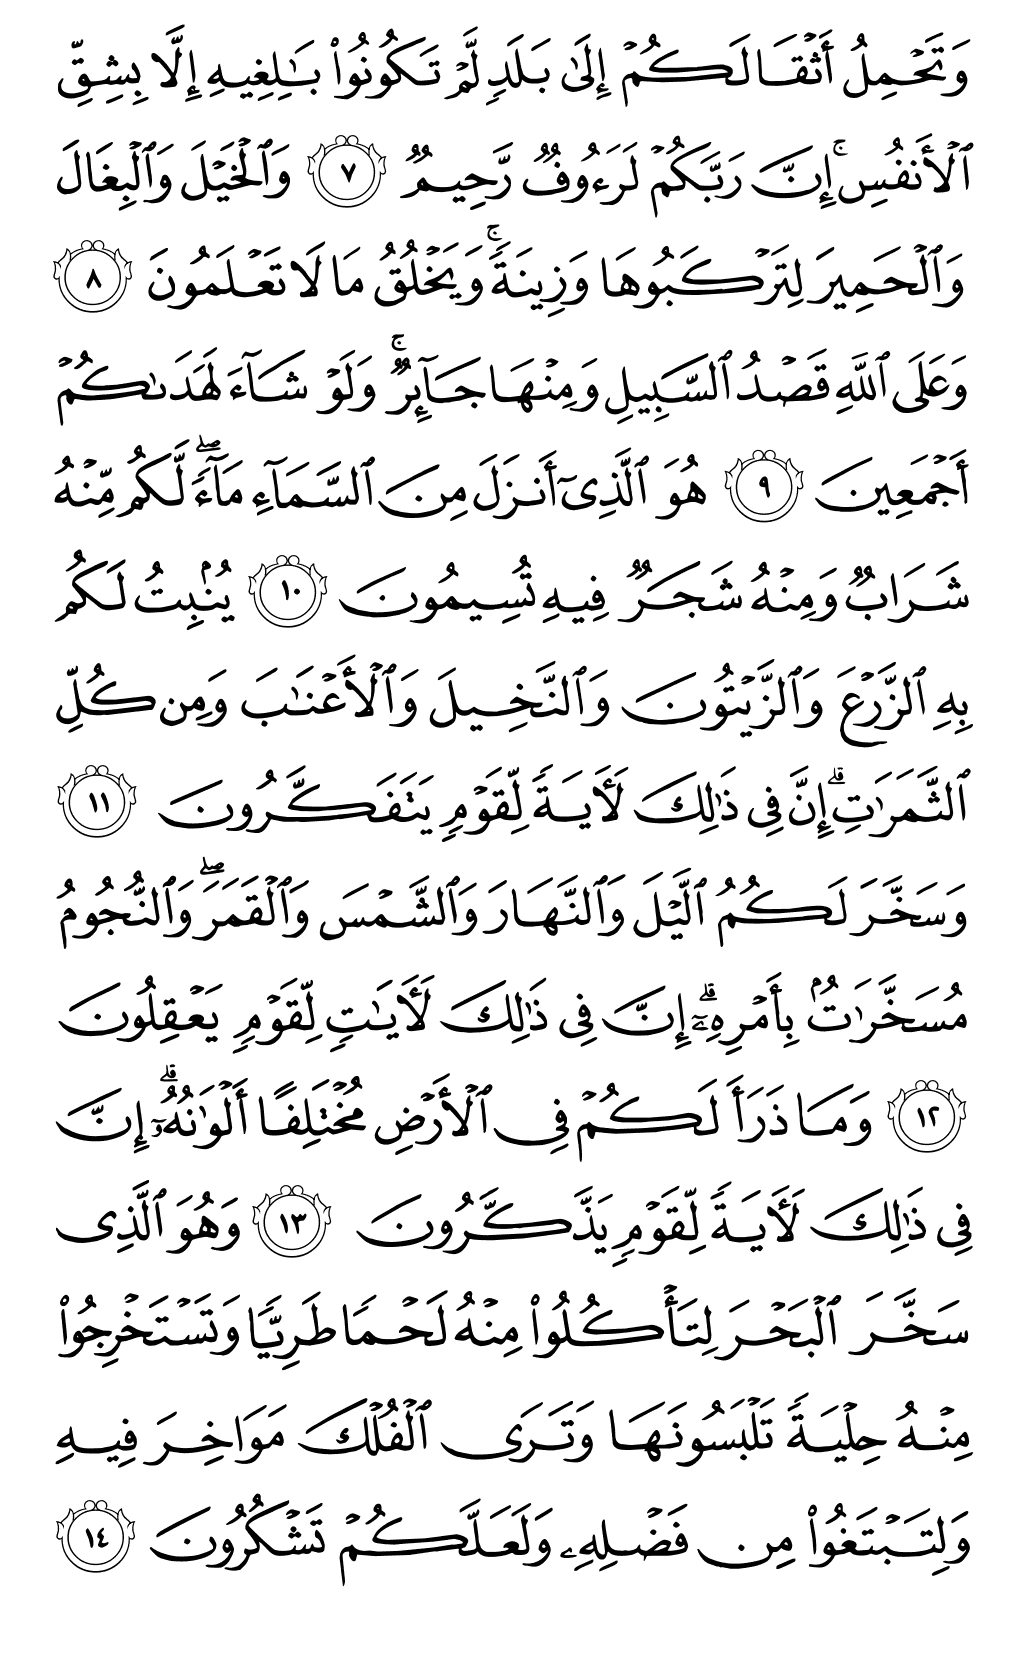 وَتَحْمِلُ أَثْقَالَكُمْ إِلَىٰ بَلَدٍ لَّمْ تَكُونُوا۟ بَـٰلِغِيهِ إِلَّا بِشِقِّ
ٱلْأَنفُسِ ۚ إِنَّ رَبَّكُمْ لَرَءُوفٌ رَّحِيمٌ ٧ وَٱلْخَيْلَ وَٱلْبِغَالَ
وَٱلْحَمِيرَ لِتَرْكَبُوهَا وَزِينَةً ۚ وَيَخْلُقُ مَا لَا تَعْلَمُونَ ٨
وَعَلَى ٱللَّهِ قَصْدُ ٱلسَّبِيلِ وَمِنْهَا جَآئِرٌ ۚ وَلَوْ شَآءَ لَهَدَىٰكُمْ
أَجْمَعِينَ ٩ هُوَ ٱلَّذِىٓ أَنزَلَ مِنَ ٱلسَّمَآءِ مَآءً ۖ لَّكُم مِّنْهُ
شَرَابٌ وَمِنْهُ شَجَرٌ فِيهِ تُسِيمُونَ ١٠ يُنۢبِتُ لَكُم
بِهِ ٱلزَّرْعَ وَٱلزَّيْتُونَ وَٱلنَّخِيلَ وَٱلْأَعْنَـٰبَ وَمِن كُلِّ
ٱلثَّمَرَٰتِ ۗ إِنَّ فِى ذَٰلِكَ لَـَٔايَةً لِّقَوْمٍ يَتَفَكَّرُونَ ١١
وَسَخَّرَ لَكُمُ ٱلَّيْلَ وَٱلنَّهَارَ وَٱلشَّمْسَ وَٱلْقَمَرَ ۖ وَٱلنُّجُومُ
مُسَخَّرَٰتٌۢ بِأَمْرِهِۦٓ ۗ إِنَّ فِى ذَٰلِكَ لَـَٔايَـٰتٍ لِّقَوْمٍ يَعْقِلُونَ
١٢ وَمَا ذَرَأَ لَكُمْ فِى ٱلْأَرْضِ مُخْتَلِفًا أَلْوَٰنُهُۥٓ ۗ إِنَّ
فِى ذَٰلِكَ لَـَٔايَةً لِّقَوْمٍ يَذَّكَّرُونَ ١٣ وَهُوَ ٱلَّذِى
سَخَّرَ ٱلْبَحْرَ لِتَأْكُلُوا۟ مِنْهُ لَحْمًا طَرِيًّا وَتَسْتَخْرِجُوا۟
مِنْهُ حِلْيَةً تَلْبَسُونَهَا وَتَرَى ٱلْفُلْكَ مَوَاخِرَ فِيهِ
وَلِتَبْتَغُوا۟ مِن فَضْلِهِۦ وَلَعَلَّكُمْ تَشْكُرُونَ ١٤